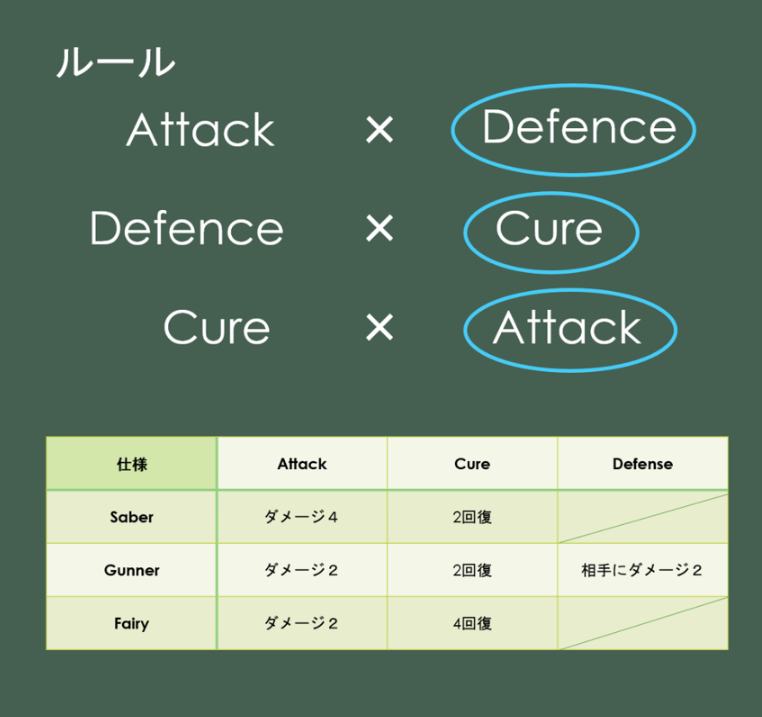 ルール
Attack × Defence
Defence × Cure
Cure × Attack
仕様 Attack Cure Defense
Saber ダメージ４ 2回復
Gunner ダメージ２ 2回復 相手にダメージ２
Fairy ダメージ２ 4回復